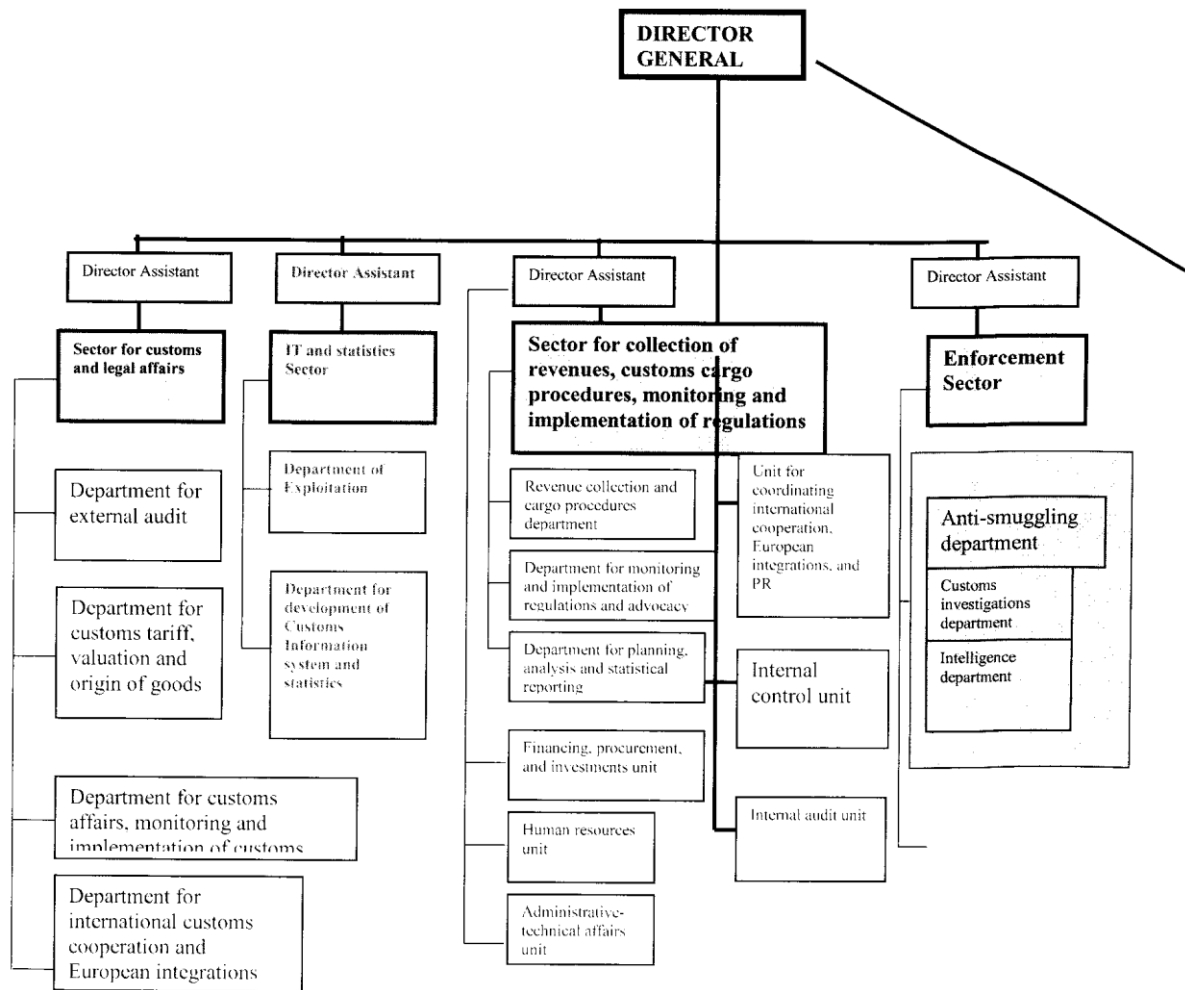 DIRECTOR
GENERAL
Director Assistant
Director Assistant
Director Assistant
Director Assistant
Sector for customs
and legal affairs
IT and statistics
Sector
Sector for collection of
revenues, customs cargo
procedures, monitoring and
implementation of regulations
Enforcement
Sector
Department for
external audit
Department for
customs tariff,
valuation and
origin of goods
Department for customs
affairs, monitoring and
implementation of customs
Department for
international customs
cooperation and
European integrations
Department of
Exploitation
Department for
development of
Customs
Information
system and
statistics
Revenue collection and
cargo procedures
department
Department for monitoring
and implementation of
regulations and advocacy
Department for planning,
analysis and statistical
reporting
Financing, procurement,
and investments unit
Human resources
unit
Administrative-
technical affairs
unit
Unit for
coordinating
international
cooperation,
European
integrations, and
PR
Internal
control unit
Internal audit unit
Anti-smuggling
department
Customs
investigations
department
Intelligence
department